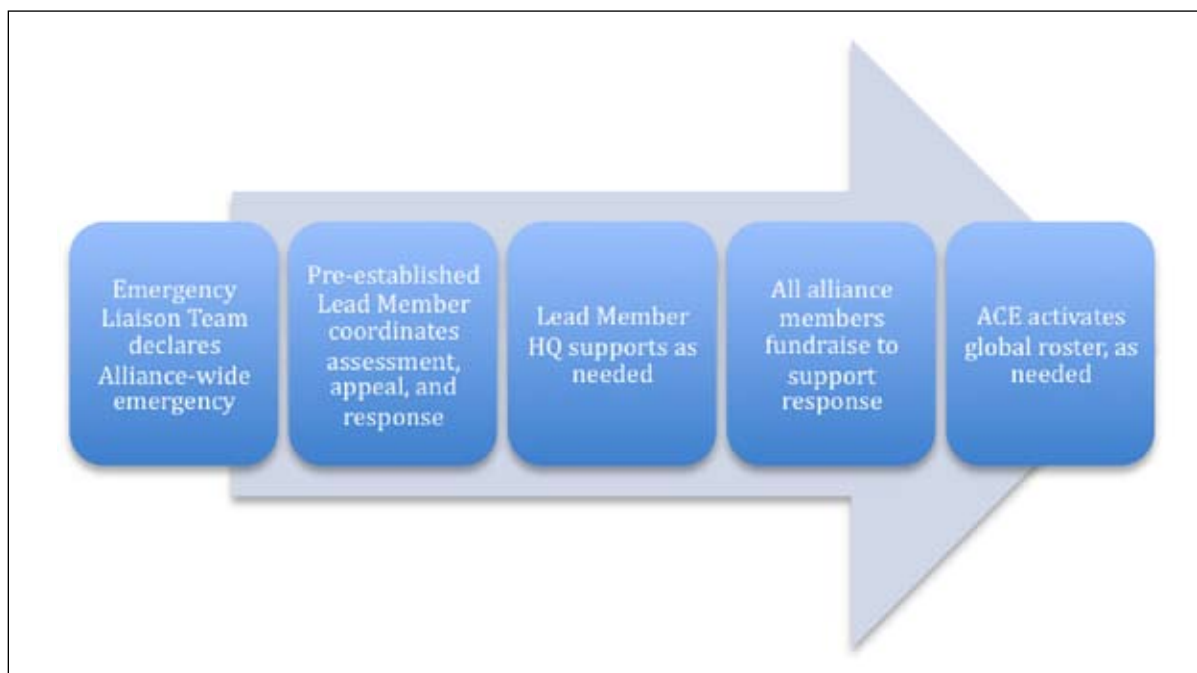 Emergency
Liaison Team
declares
Alliance-wide
emergency
Pre-established
Lead Member
coordinates
assessment,
appeal, and
response
Lead Member
HQ supports as
needed
All alliance
members
fundraise to
support
response
ACE activates
global roster, as
needed